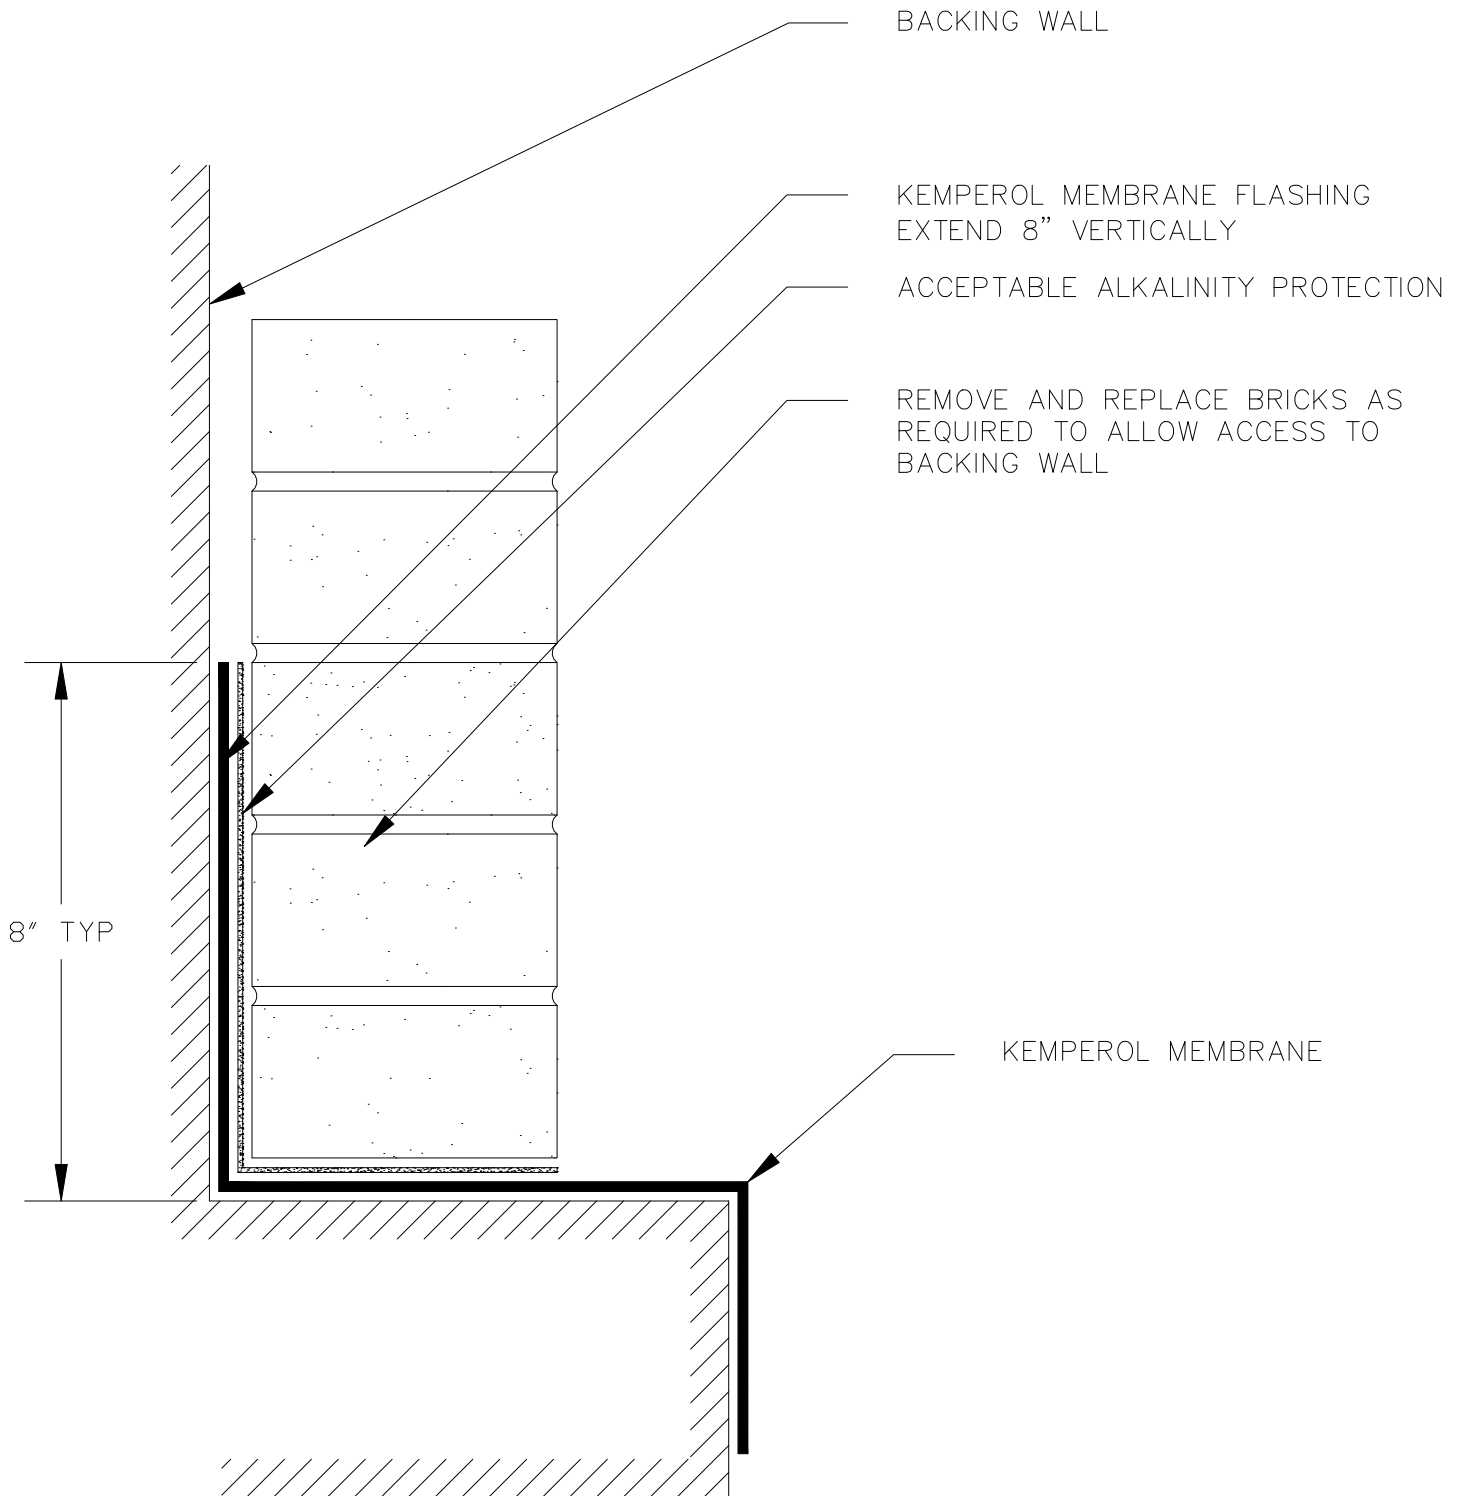 BACKING WALL
KEMPEROL MEMBRANE FLASHING
EXTEND 8” VERTICALLY
ACCEPTABLE ALKALINITY PROTECTION
REMOVE AND REPLACE BRICKS AS
REQUIRED TO ALLOW ACCESS TO
BACKING WALL
8" TYP
KEMPEROL MEMBRANE